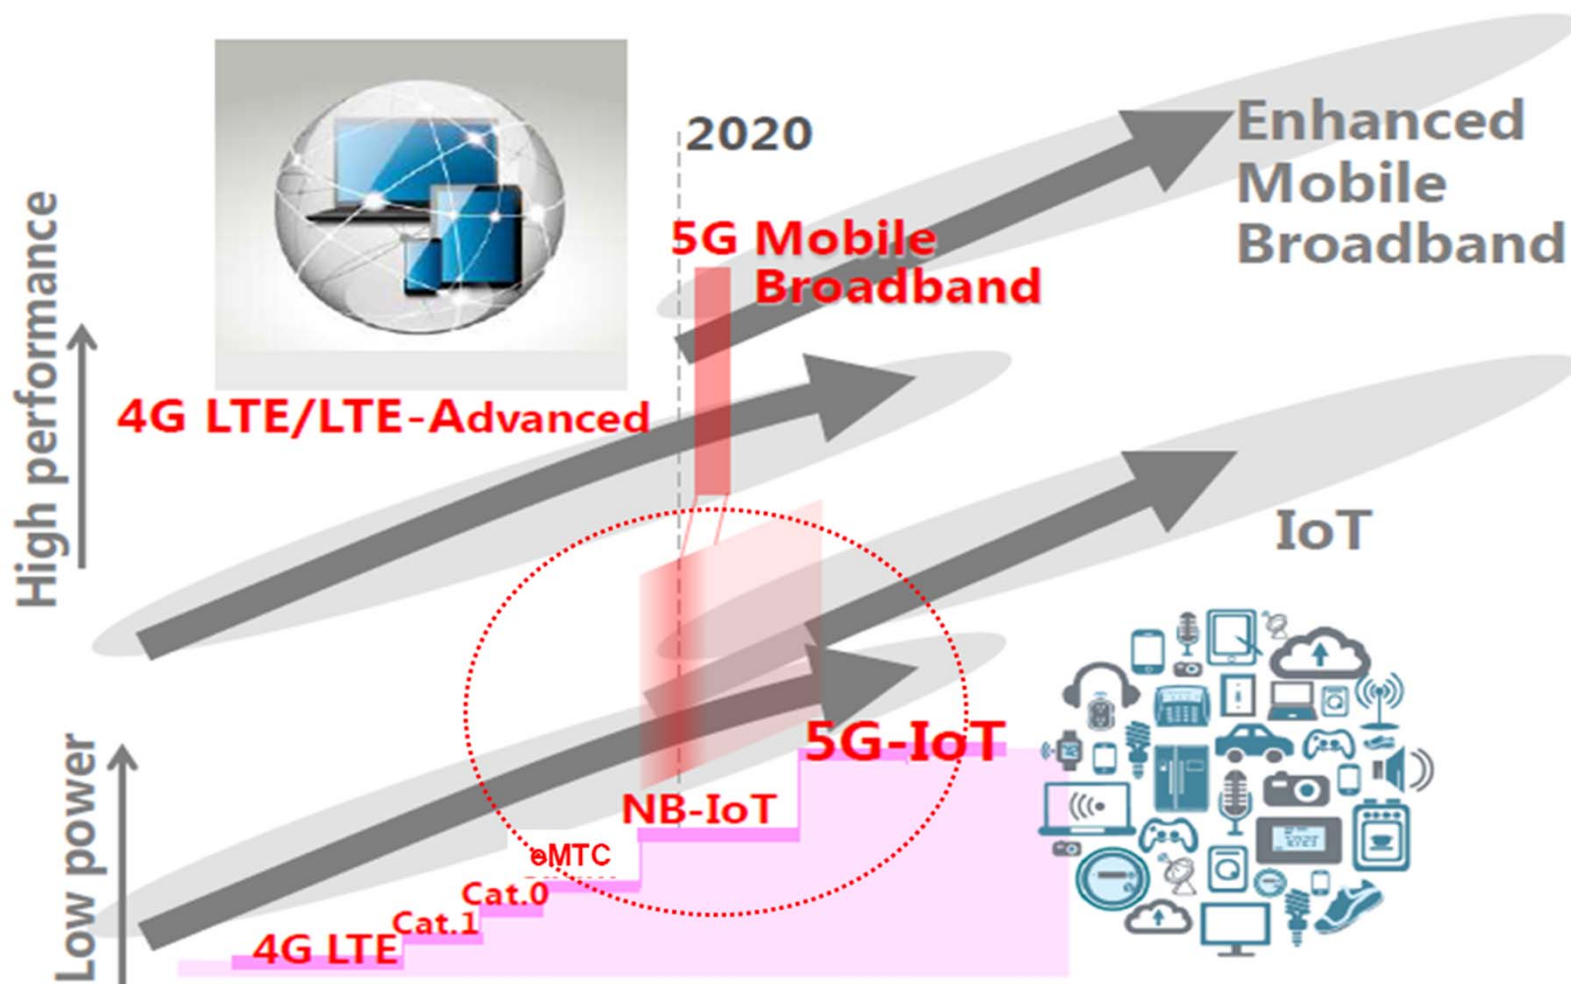 2020
Enhanced
Mobile
Broadband
5G Mobile
Broadband
High performance
4G LTE/LTE-Advanced
IoT
Low power
5G-IoT
NB-IoT
eMTC
Cat.0
Cat.1
4G LTE